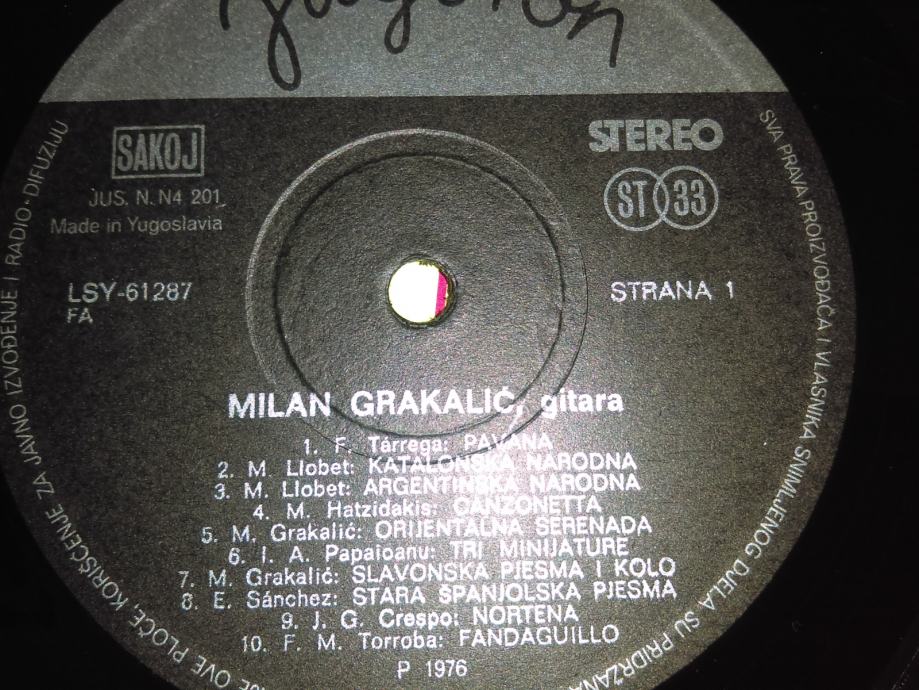 Jugoton
SAKOJ
JUS. N. N4 201
Made in Yugoslavia
STEREO
ST 33
LSY-61287
FA
STRANA 1
MILAN GRAKALIĆ, gitara
1. F. Tárrega: PAVANA
2. M. Llobet: KATALONSKA NARODNA
3. M. Llobet: ARGENTINSKA NARODNA
4. M. Hatzidakis: CANZONETTA
5. M. Grakalić: ORIJENTALNA SERENADA
6. I. A. Papaioanu: TRI MINIJATURE
7. M. Grakalić: SLAVONSKA PJESMA I KOLO
8. E. Sánchez: STARA ŠPANJOLSKA PJESMA
9. J. G. Crespo: NORTENA
10. F. M. Torroba: FANDAGUILLO
P 1976
SVA PRAVA PROIZVOĐAČA I VLASNIKA SNIMLJENOG DJELA SU PRIDRŽANA
OVE PLOČE, KORIŠĆENJE ZA JAVNO IZVOĐENJE I RADIO-DIFUZIJU